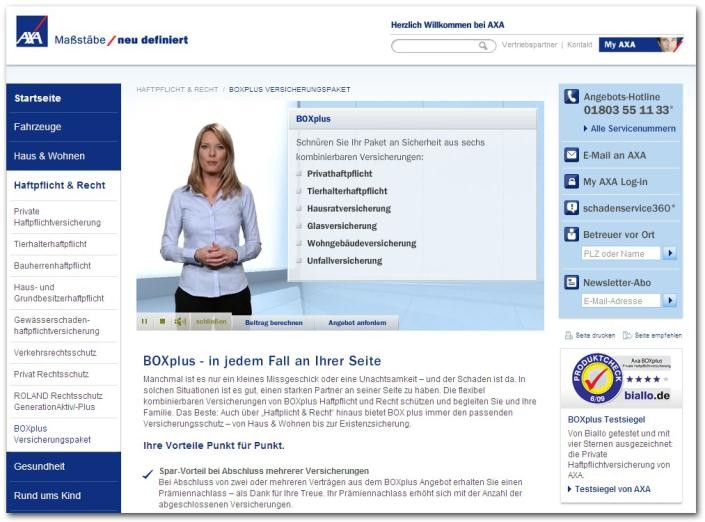 AXA
Maßstäbe / neu definiert
Herzlich Willkommen bei AXA
Vertriebspartner | Kontakt
My AXA
Startseite
Fahrzeuge
Haus & Wohnen
Haftpflicht & Recht
Private
Haftpflichtversicherung
Tierhalterhaftpflicht
Bauherrenhaftpflicht
Haus- und
Grundbesitzerhaftpflicht
Gewässerschaden-
haftpflichtversicherung
Verkehrsrechtsschutz
Privat Rechtsschutz
ROLAND Rechtsschutz
GenerationAktiv/-Plus
BOXplus
Versicherungspaket
Gesundheit
Rund ums Kind
HAFTPFLICHT & RECHT / BOXPLUS VERSICHERUNGSPAKET
BOXplus
Schnüren Sie Ihr Paket an Sicherheit aus sechs
kombinierbaren Versicherungen:
Privathaftpflicht
Tierhalterhaftpflicht
Hausratversicherung
Glasversicherung
Wohngebäudeversicherung
Unfallversicherung
schließen
Beitrag berechnen
Angebot anfordern
BOXplus - in jedem Fall an Ihrer Seite
Manchmal ist es nur ein kleines Missgeschick oder eine Unachtsamkeit – und der Schaden ist da. In
solchen Situationen ist es gut, einen starken Partner an seiner Seite zu haben. Die flexibel
kombinierbaren Versicherungen von BOXplus Haftpflicht und Recht schützen und begleiten Sie und Ihre
Familie. Das Beste: Auch über „Haftplicht & Recht" hinaus bietet BOX plus immer den passenden
Versicherungsschutz – von Haus & Wohnen bis zur Existenzsicherung.
Ihre Vorteile Punkt für Punkt.
Spar-Vorteil bei Abschluss mehrerer Versicherungen
Bei Abschluss von zwei oder mehreren Verträgen aus dem BOXplus Angebot erhalten Sie einen
Prämiennachlass – als Dank für Ihre Treue. Ihr Prämiennachlass erhöht sich mit der Anzahl der
abgeschlossenen Versicherungen.
Angebots-Hotline
01803 55 11 33*
Alle Servicenummern
E-Mail an AXA
My AXA Log-in
schadenservice360°
Betreuer vor Ort
PLZ oder Name
Newsletter-Abo
E-Mail-Adresse
Seite drucken
Seite empfehlen
PRODUKTCHECK
6/09
Axa BOXplus
Private Haftpflichtversicherung
biallo.de
BOXplus Testsiegel
Von Biallo getestet und mit
vier Sternen ausgezeichnet:
die Private
Haftpflichtversicherung von
AXA.
Testsiegel von AXA